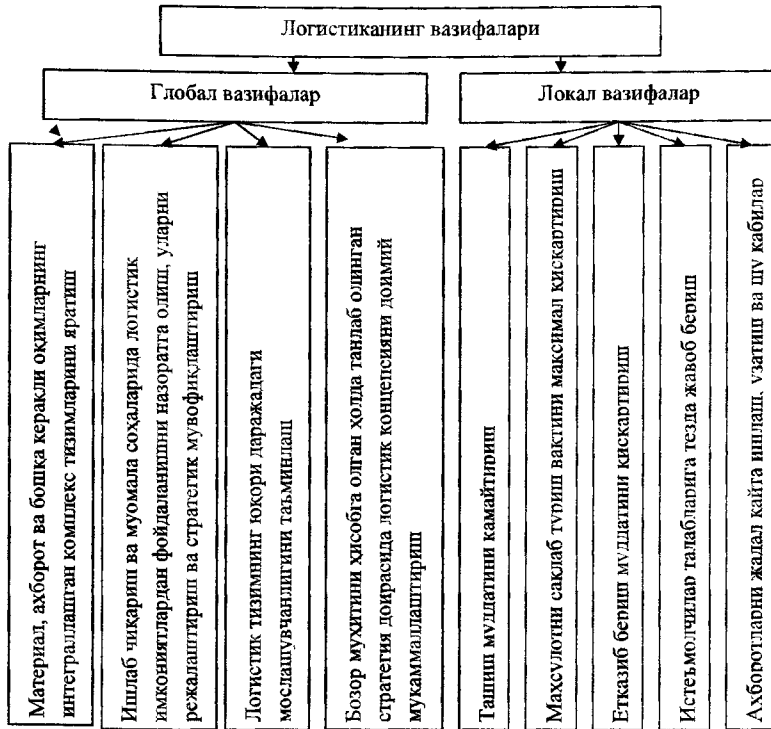 Логистиканинг вазифалари
Глобал вазифалар
Локал вазифалар
Материал, ахборот ва бошқа керакли оқимларнинг
интеграллашган комплекс тизимларини яратиш
Ишлаб чиқариш ва муомала соҳаларида логистик
имкониятлардан фойдаланишни назоратга олиш, уларни
режалаштириш ва стратегик мувофиқлаштириш
Логистик тизимнинг юқори даражадаги
мослашувчанлигини таъминлаш
Бозор муҳитини ҳисобга олган ҳолда танлаб олинган
стратегия доирасида логистик концепсияни доимий
мукаммаллаштириш
Ташиш муддатини камайтириш
Махсулотни сақлаб туриш вақтини максимал қисқартириш
Етказиб бериш муддатини қисқартириш
Истеъмолчилар талабларига тезда жавоб бериш
Ахборотларни жадал қайта ишлаш, узатиш ва шу кабилар